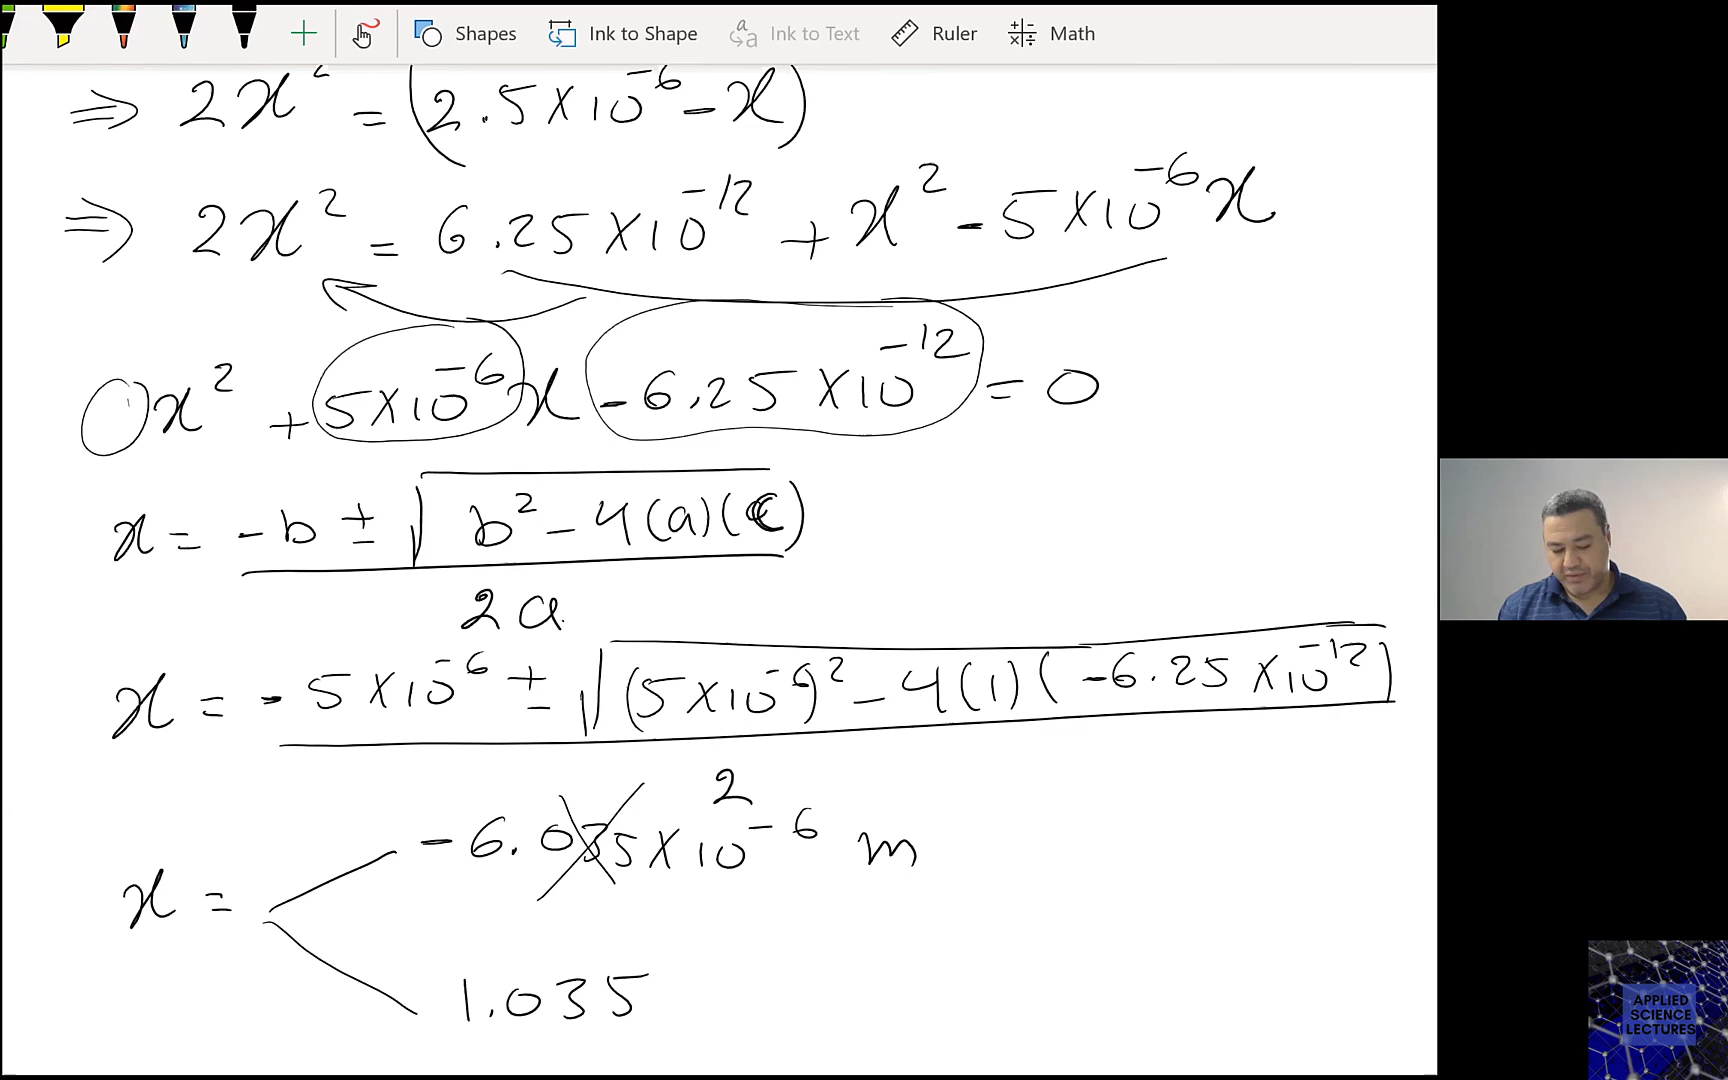 Shapes Ink to Shape Ink to Text Ruler Math
⇒ 2x² = (2.5×10⁻⁶ - x)
⇒ 2x² = 6.25×10⁻¹² + x² - 5×10⁻⁶x
x² + 5×10⁻⁶x - 6.25×10⁻¹² = 0
x = -b ± √b² - 4(a)(c)
2a
x = -5×10⁻⁶ ± √(5×10⁻⁶)² - 4(1)(-6.25×10⁻¹²)
2
-6.035×10⁻⁶ m
x =
1.035
APPLIED
SCIENCE
LECTURES